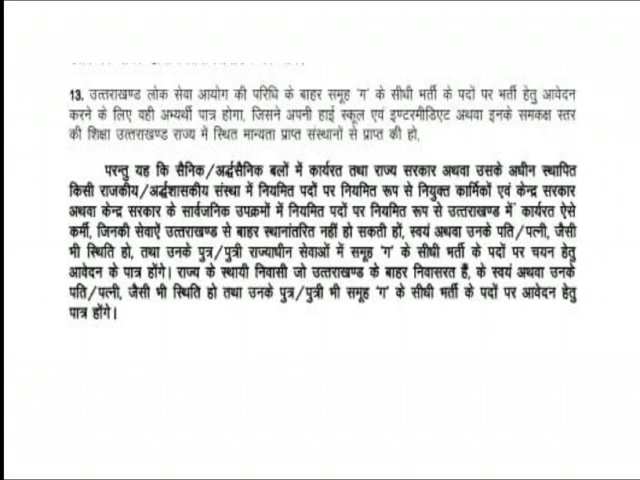 13. उत्तराखण्ड लोक सेवा आयोग की परिधि के बाहर समूह 'ग' के सीधी भर्ती के पदों पर भर्ती हेतु आवेदन
करने के लिए वही अभ्यर्थी पात्र होगा, जिसने अपनी हाई स्कूल एवं इण्टरमीडिएट अथवा इनके समकक्ष स्तर
की शिक्षा उत्तराखण्ड राज्य में स्थित मान्यता प्राप्त संस्थानों से प्राप्त की हो,
परन्तु यह कि सैनिक/अर्द्धसैनिक बलों में कार्यरत तथा राज्य सरकार अथवा उसके अधीन स्थापित
किसी राजकीय/अर्द्धशासकीय संस्था में नियमित पदों पर नियमित रूप से नियुक्त कार्मिकों एवं केन्द्र सरकार
अथवा केन्द्र सरकार के सार्वजनिक उपक्रमों में नियमित पदों पर नियमित रूप से उत्तराखण्ड में कार्यरत ऐसे
कर्मी, जिनकी सेवाऐं उत्तराखण्ड से बाहर स्थानांतरित नहीं हो सकती हों, स्वयं अथवा उनके पति/पत्नी, जैसी
भी स्थिति हो, तथा उनके पुत्र/पुत्री राज्याधीन सेवाओं में समूह 'ग' के सीधी भर्ती के पदों पर चयन हेतु
आवेदन के पात्र होंगे। राज्य के स्थायी निवासी जो उत्तराखण्ड के बाहर निवासरत हैं, के स्वयं अथवा उनके
पति/पत्नी, जैसी भी स्थिति हो तथा उनके पुत्र/पुत्री भी समूह 'ग' के सीधी भर्ती के पदों पर आवेदन हेतु
पात्र होंगे।